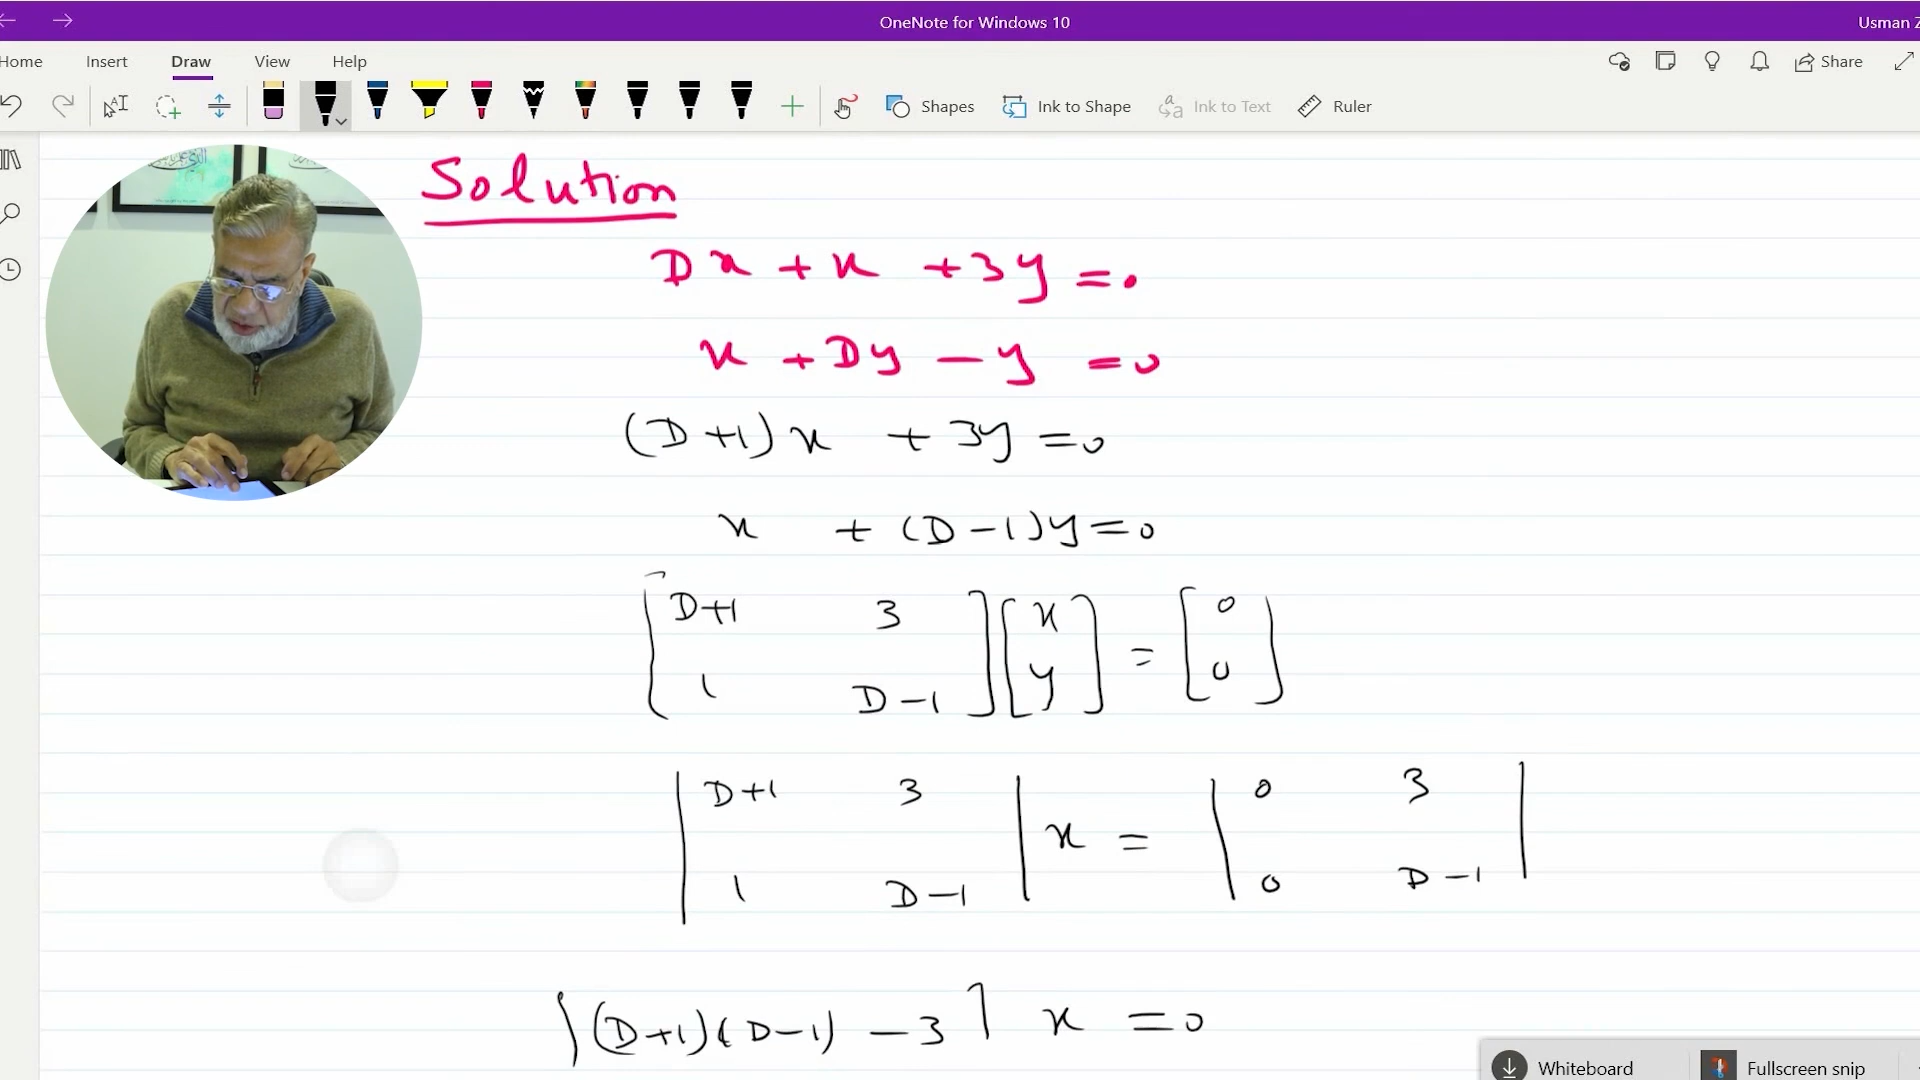 OneNote for Windows 10
Usman Z
Home Insert Draw View Help
Share
Shapes Ink to Shape Ink to Text Ruler
Solution
Dx + x + 3y = 0
x + Dy - y = 0
(D+1)x + 3y = 0
x + (D-1)y = 0
[D+1 3] [x] = [0]
[1 D-1] [y] [0]
|D+1 3| x = |0 3|
|1 D-1| |0 D-1|
[(D+1)(D-1) - 3] x = 0
Whiteboard Fullscreen snip